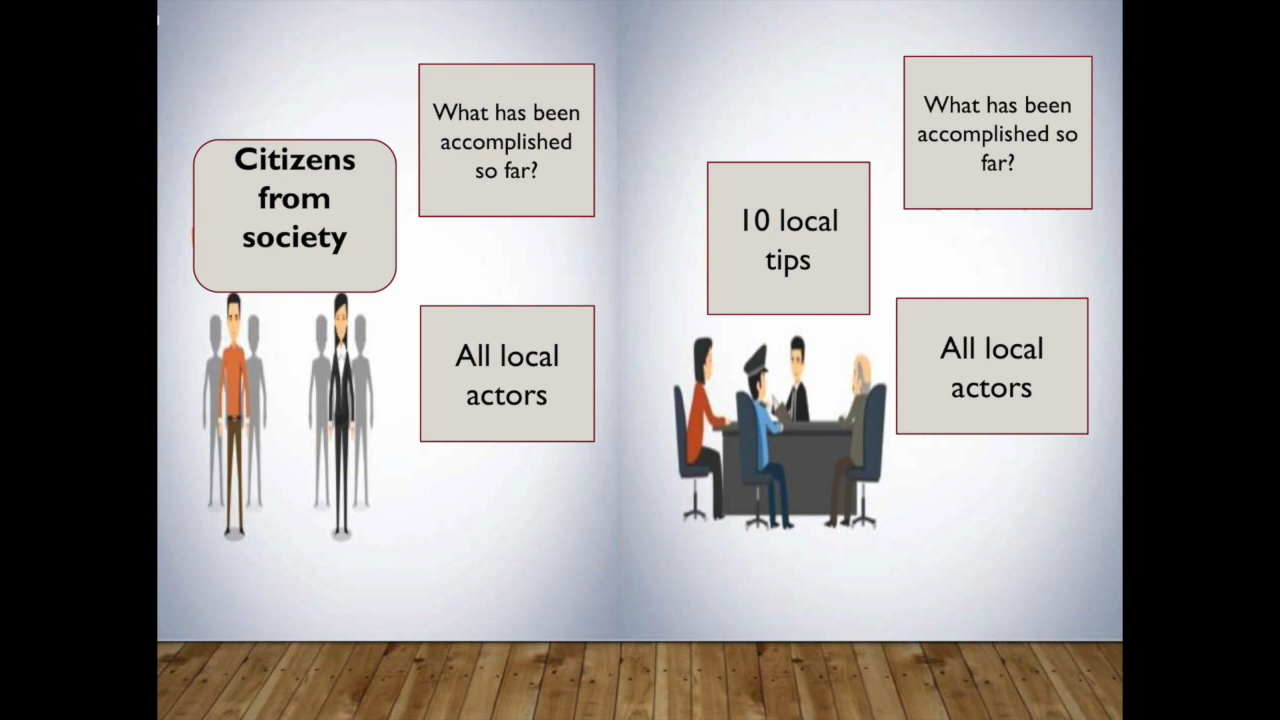 Citizens
from
society
What has been
accomplished
so far?
All local
actors
10 local
tips
What has been
accomplished so
far?
All local
actors